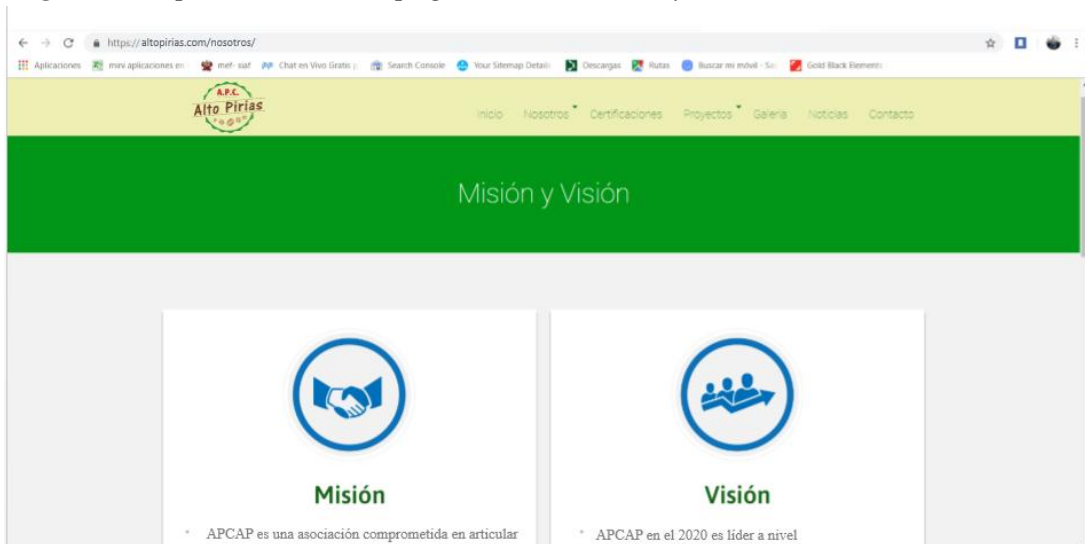 https://altopirias.com/nosotros/
Aplicaciones mini aplicaciones en mef- siaf Chat en Vivo Gratis y Search Console Your Sitemap Details Descargas Rutas Buscar mi móvil - Sa Gold Black Elements
A.P.C.
Alto Pirias
Inicio Nosotros Certificaciones Proyectos Galeria Noticias Contacto
Misión y Visión
Misión
Visión
APCAP es una asociación comprometida en articular
APCAP en el 2020 es líder a nivel